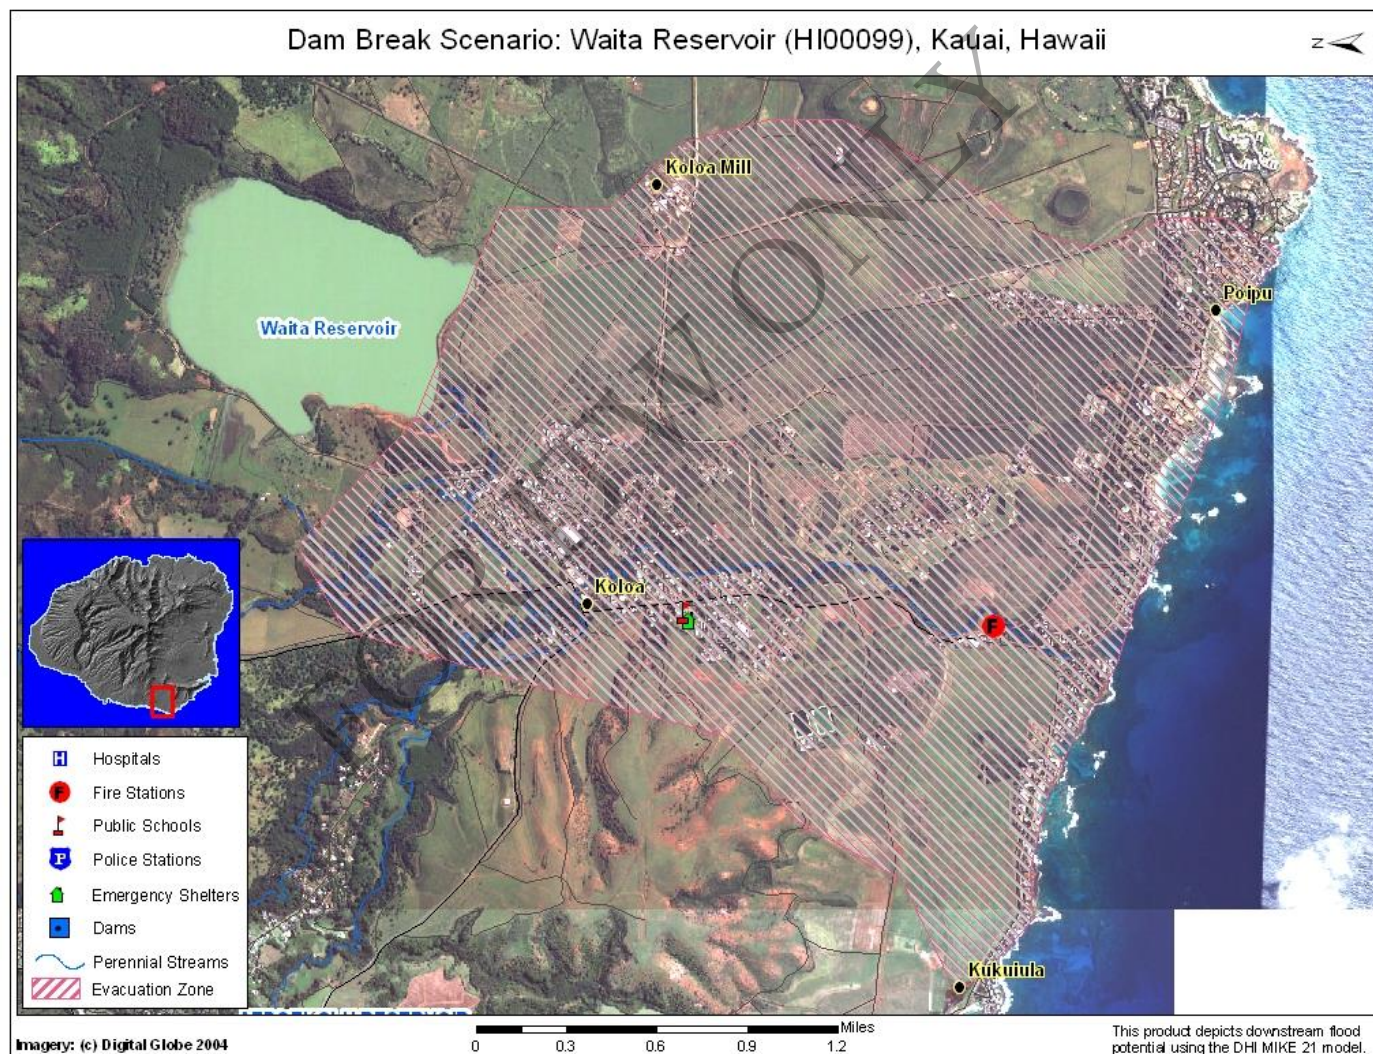 Dam Break Scenario: Waita Reservoir (HI00099), Kauai, Hawaii
Z
Koloa Mill
Poipu
Waita Reservoir
Koloa
F
Kukuiula
H Hospitals
F Fire Stations
Public Schools
P Police Stations
Emergency Shelters
Dams
Perennial Streams
Evacuation Zone
Miles
0 0.3 0.6 0.9 1.2
Imagery: (c) Digital Globe 2004
This product depicts downstream flood
potential using the DHI MIKE 21 model.